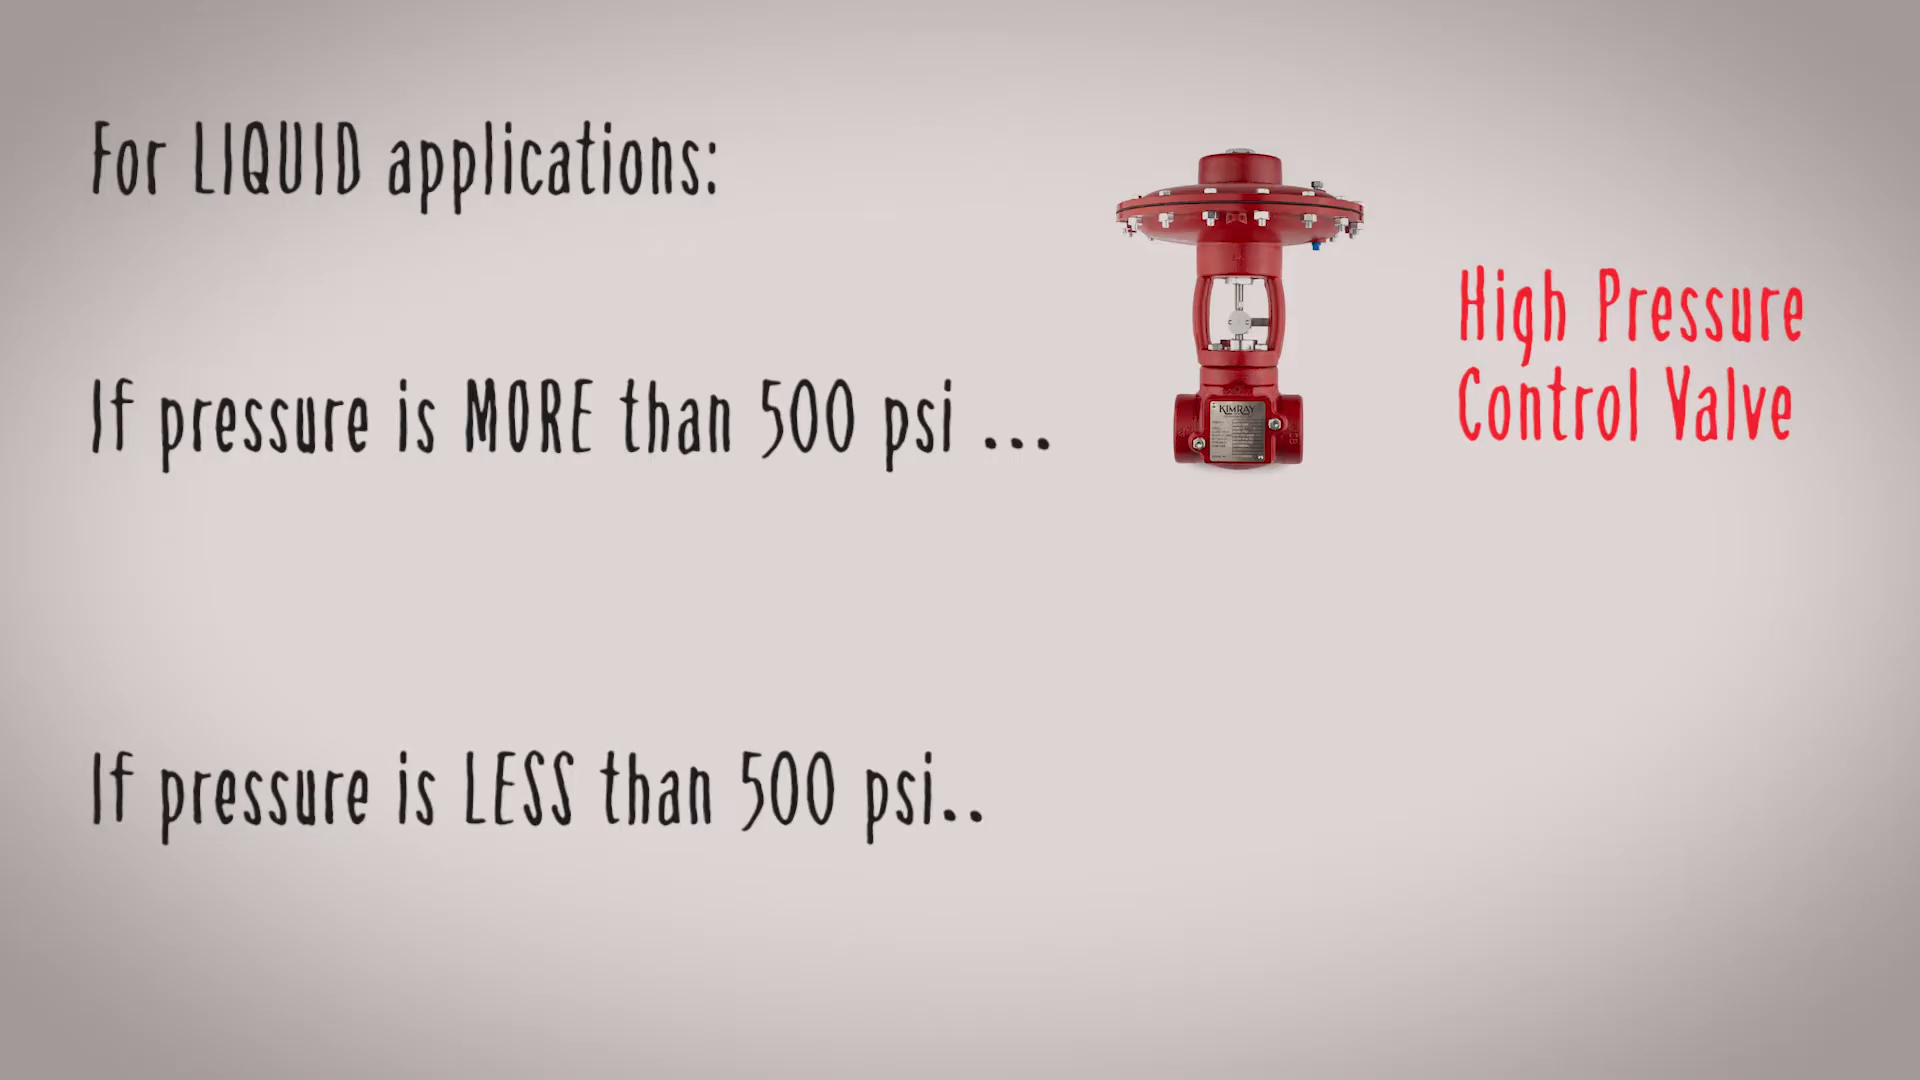 For LIQUID applications:
If pressure is MORE than 500 psi ...
High Pressure
Control Valve
KIMRAY
If pressure is LESS than 500 psi..